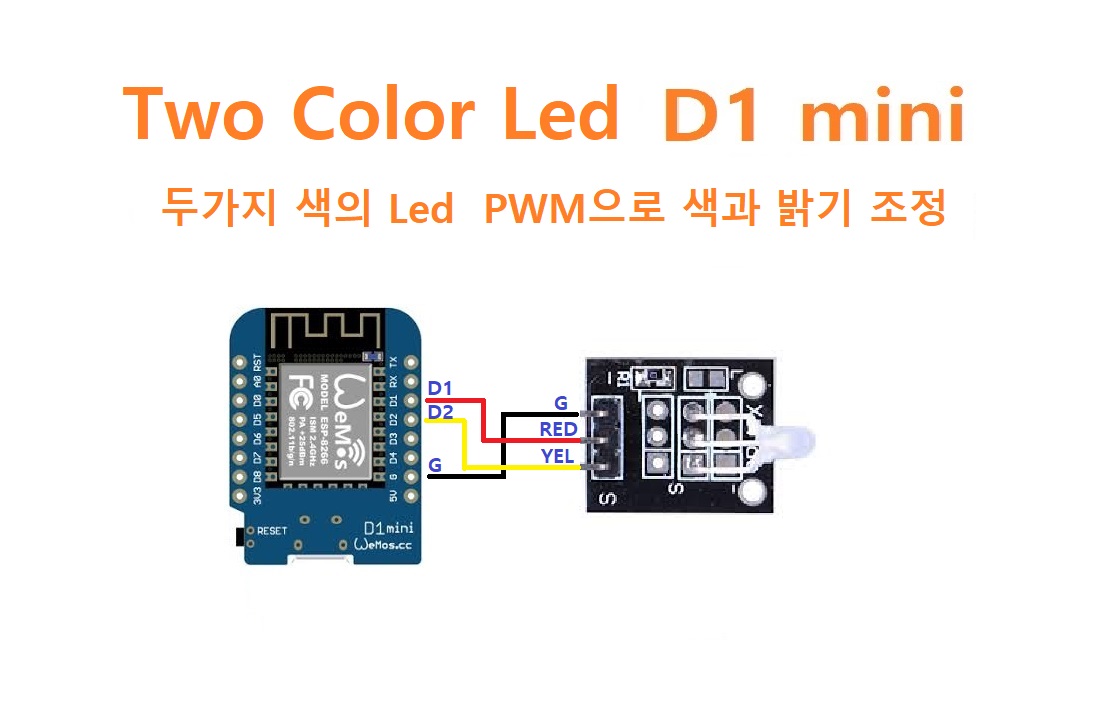 Two Color Led D1 mini
두가지 색의 Led PWM으로 색과 밝기 조정
RST
A0
D0
D5
D6
D7
D8
3V3
TX
RX
D1
D2
D3
D4
G
5V
WeMos
MODEL ESP-8266
ISM 2.4GHz
PA +25dBm
802.11b/g/n
FC
RESET
D1mini
WeMos.cc
D1
D2
G
G
RED
YEL
R1
L
S
S